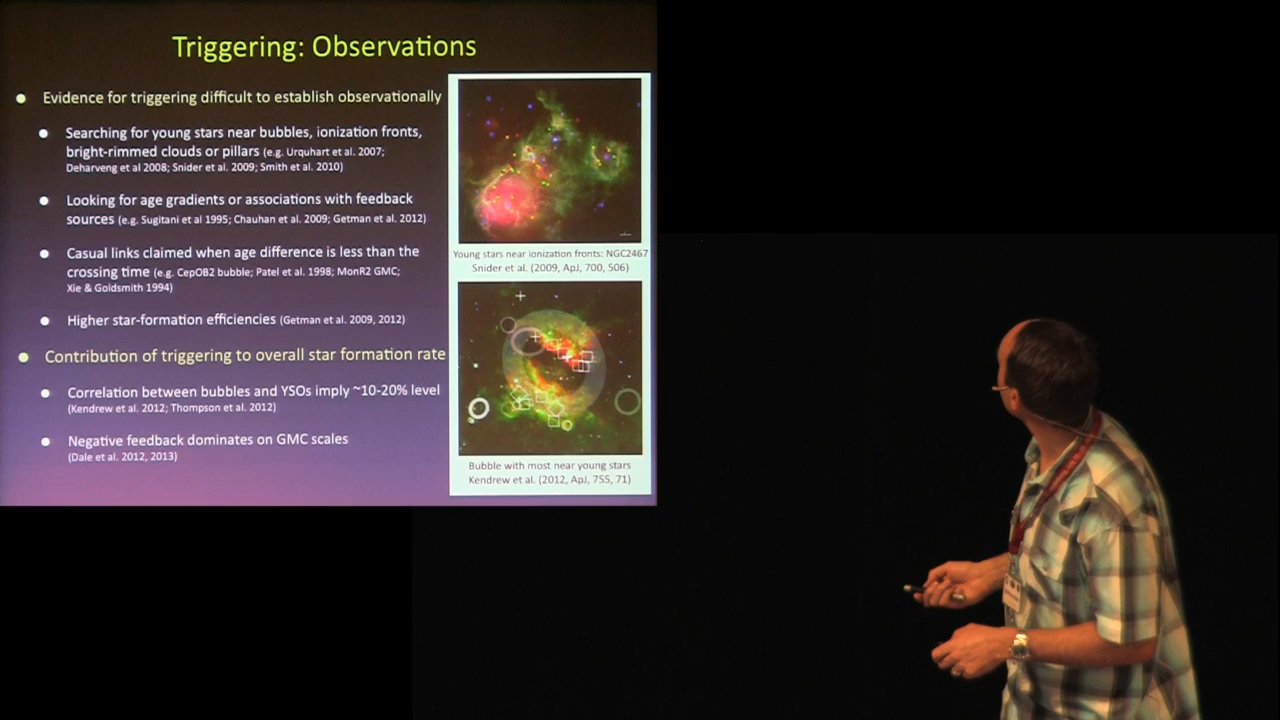 Triggering: Observations
Evidence for triggering difficult to establish observationally
Searching for young stars near bubbles, ionization fronts,
bright-rimmed clouds or pillars (e.g. Urquhart et al. 2007;
Deharveng et al 2008; Snider et al. 2009; Smith et al. 2010)
Looking for age gradients or associations with feedback
sources (e.g. Sugitani et al 1995; Chauhan et al. 2009; Getman et al. 2012)
Casual links claimed when age difference is less than the
crossing time (e.g. CepOB2 bubble; Patel et al. 1998; MonR2 GMC;
Xie & Goldsmith 1994)
Higher star-formation efficiencies (Getman et al. 2009, 2012)
Contribution of triggering to overall star formation rate
Correlation between bubbles and YSOs imply ~10-20% level
(Kendrew et al. 2012; Thompson et al. 2012)
Negative feedback dominates on GMC scales
(Dale et al. 2012, 2013)
Young stars near ionization fronts: NGC2467
Snider et al. (2009, ApJ, 700, 506)
Bubble with most near young stars
Kendrew et al. (2012, ApJ, 755, 71)